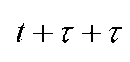 t + τ + τ